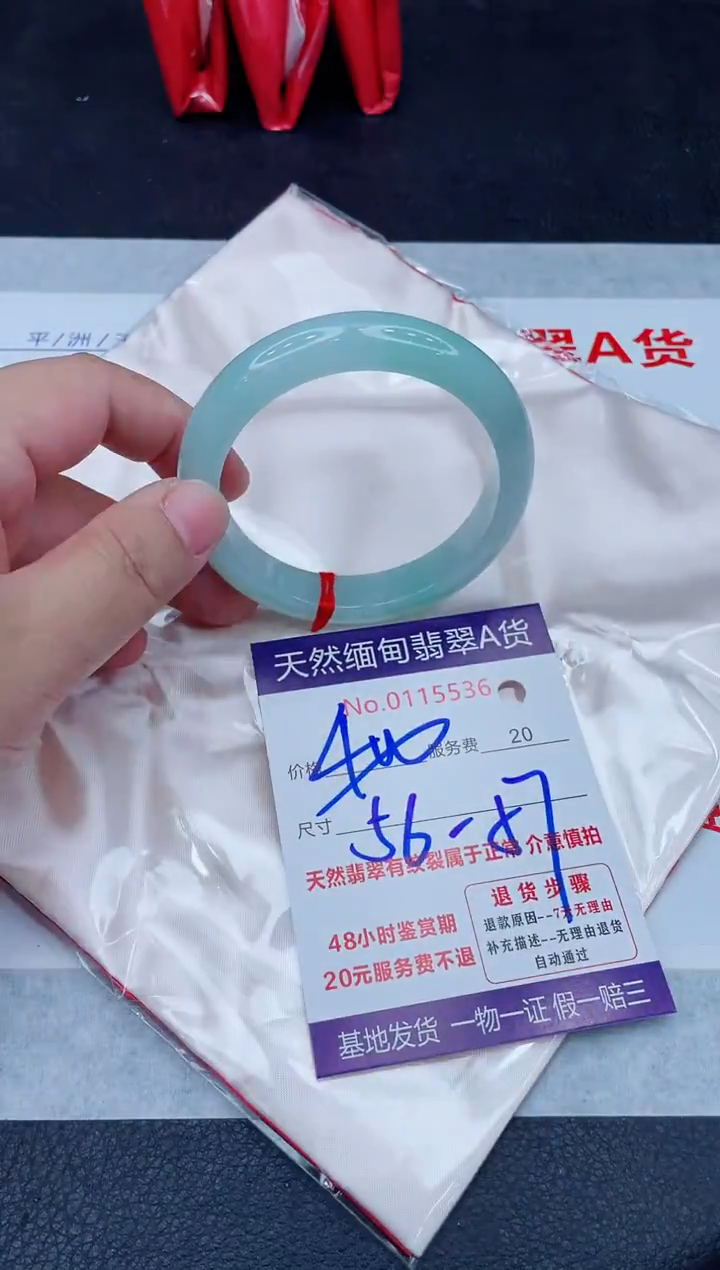 平/洲/
翠A货
天然缅甸翡翠A货
No.0115536
价格 服务费 20
尺寸 56-57
天然翡翠有纹裂属于正常 介意慎拍
48小时鉴赏期
20元服务费不退
退货步骤
退款原因--7天无理由
补充描述--无理由退货
自动通过
基地发货 一物一证 假一赔三